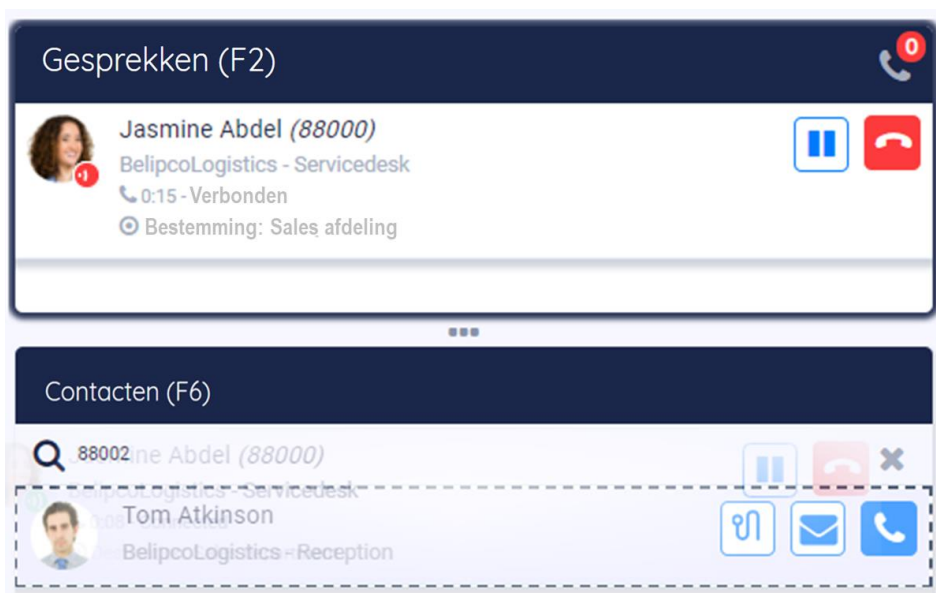 Gesprekken (F2)
0
Jasmine Abdel (88000)
BelipcoLogistics - Servicedesk
0:15 - Verbonden
Bestemming: Sales afdeling
Contacten (F6)
88002
Jasmine Abdel (88000)
BelipcoLogistics - Servicedesk
Tom Atkinson
BelipcoLogistics - Reception